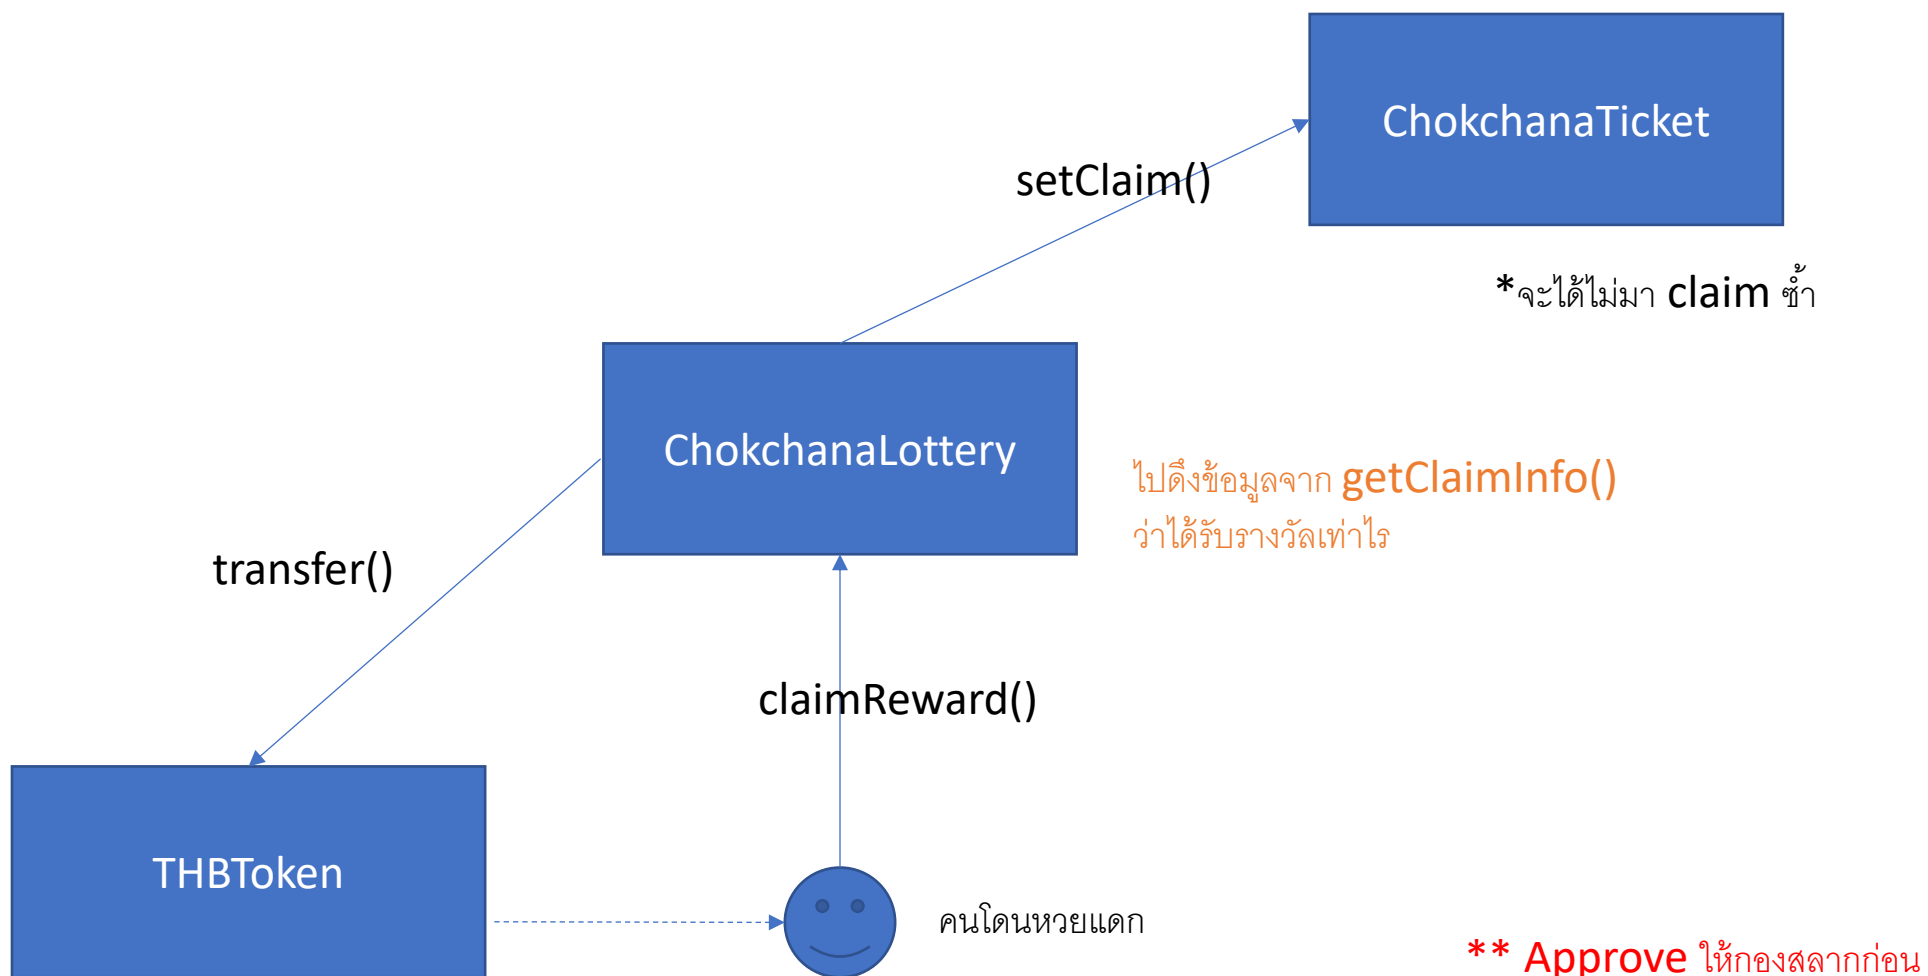 ChokchanaTicket
setClaim()
*จะได้ไม่มา claim ซ้ำ
ChokchanaLottery
ไปดึงข้อมูลจาก getClaimInfo()
ว่าได้รับรางวัลเท่าไร
transfer()
claimReward()
THBToken
คนโดนหวยแดก
** Approve ให้กองสลากก่อน